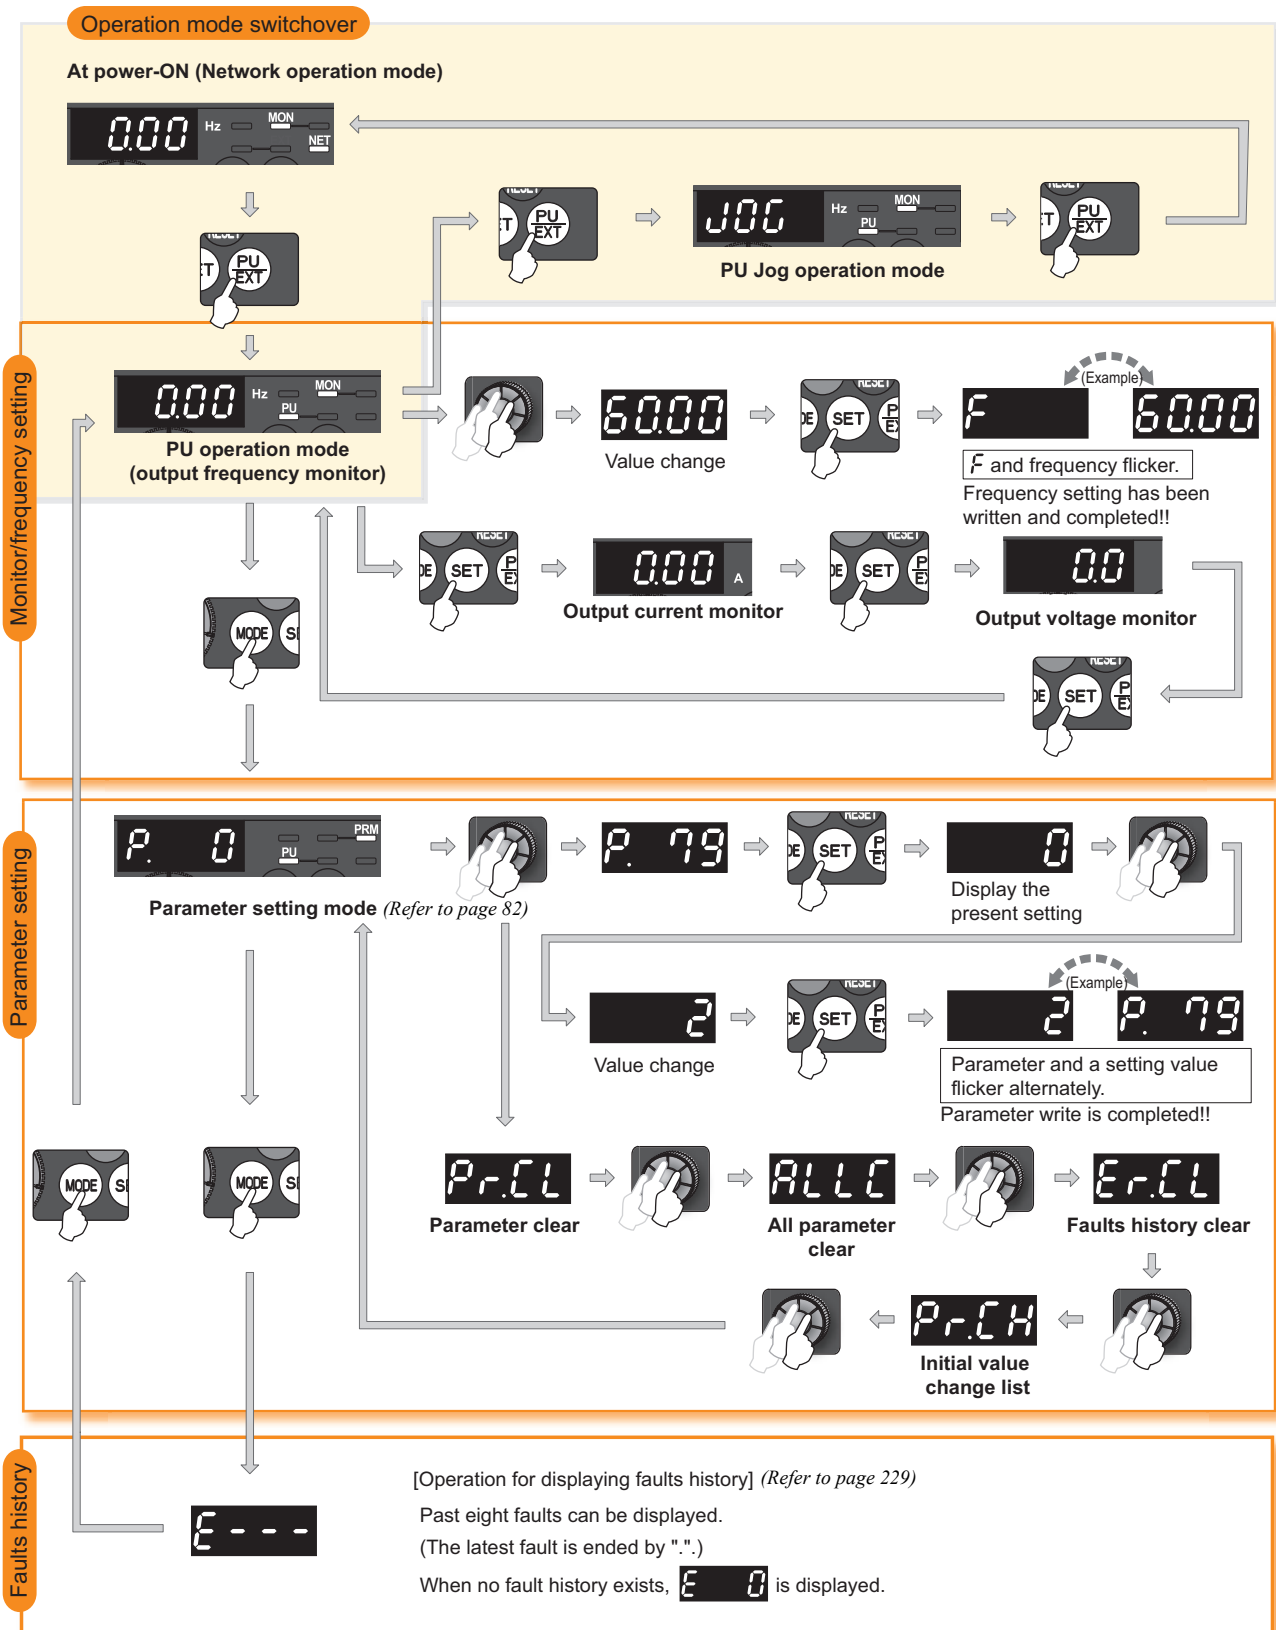 Operation mode switchover
At power-ON (Network operation mode)
0.00 Hz MON NET
PU EXT
PU EXT
JOG Hz MON PU
PU EXT
PU Jog operation mode
Monitor/frequency setting
0.00 Hz MON PU
PU operation mode
(output frequency monitor)
60.00
Value change
RESET SET
(Example)
F 60.00
F and frequency flicker.
Frequency setting has been
written and completed!!
RESET SET
0.00 A
Output current monitor
RESET SET
0.0
Output voltage monitor
MODE
RESET SET
Parameter setting
P. 0 PRM PU
Parameter setting mode (Refer to page 82)
P. 79
RESET SET
0
Display the
present setting
2
Value change
RESET SET
(Example)
2 P. 79
Parameter and a setting value
flicker alternately.
Parameter write is completed!!
MODE
MODE
Pr.CL
Parameter clear
ALLC
All parameter
clear
Er.CL
Faults history clear
Pr.CH
Initial value
change list
Faults history
E---
[Operation for displaying faults history] (Refer to page 229)
Past eight faults can be displayed.
(The latest fault is ended by ".".)
When no fault history exists, E 0 is displayed.